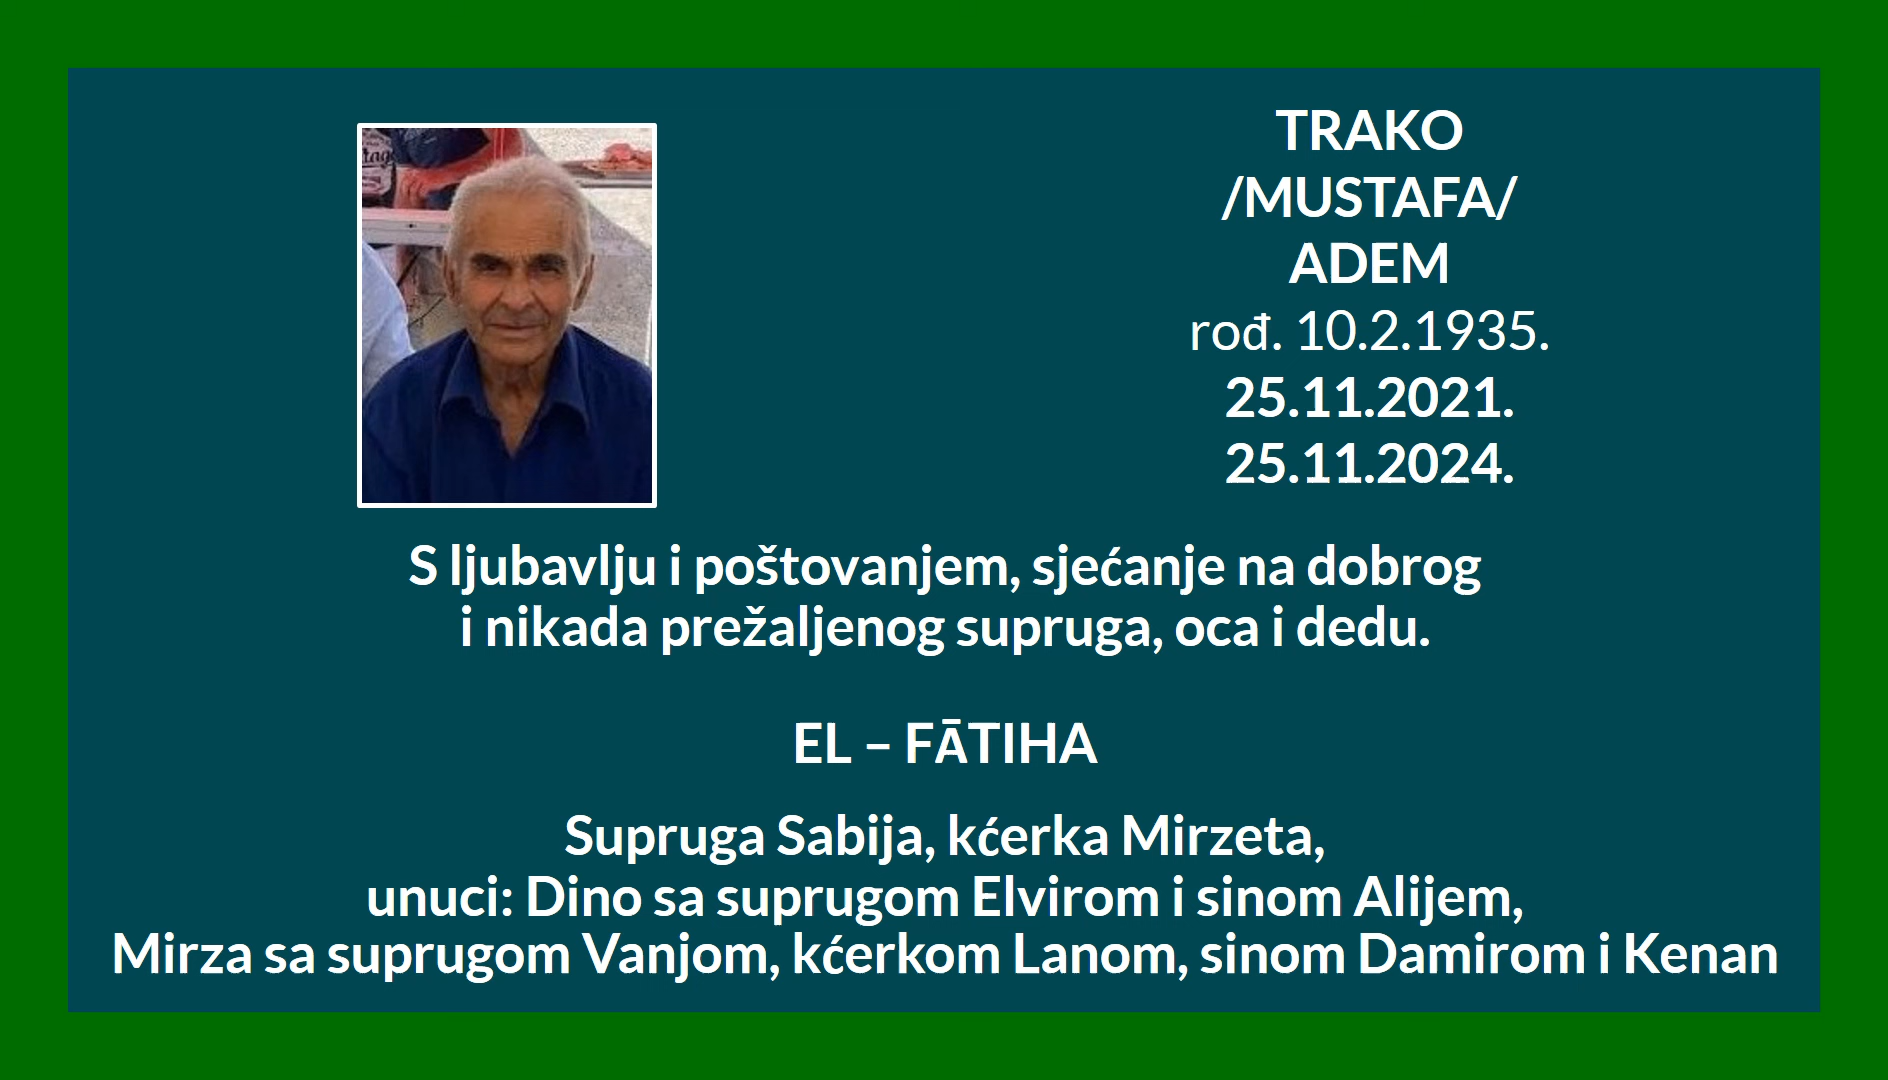 TRAKO
/MUSTAFA/
ADEM
rođ. 10.2.1935.
25.11.2021.
25.11.2024.
S ljubavlju i poštovanjem, sjećanje na dobrog
i nikada prežaljenog supruga, oca i dedu.
EL – FĀTIHA
Supruga Sabija, kćerka Mirzeta,
unuci: Dino sa suprugom Elvirom i sinom Alijem,
Mirza sa suprugom Vanjom, kćerkom Lanom, sinom Damirom i Kenan